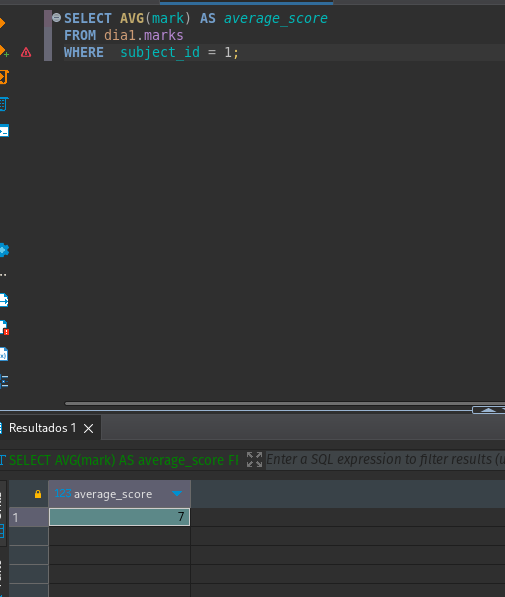 SELECT AVG(mark) AS average_score
FROM dia1.marks
WHERE  subject_id = 1;
Resultados 1
SELECT AVG(mark) AS average_score FI
Enter a SQL expression to filter results (u
123 average_score
1
7